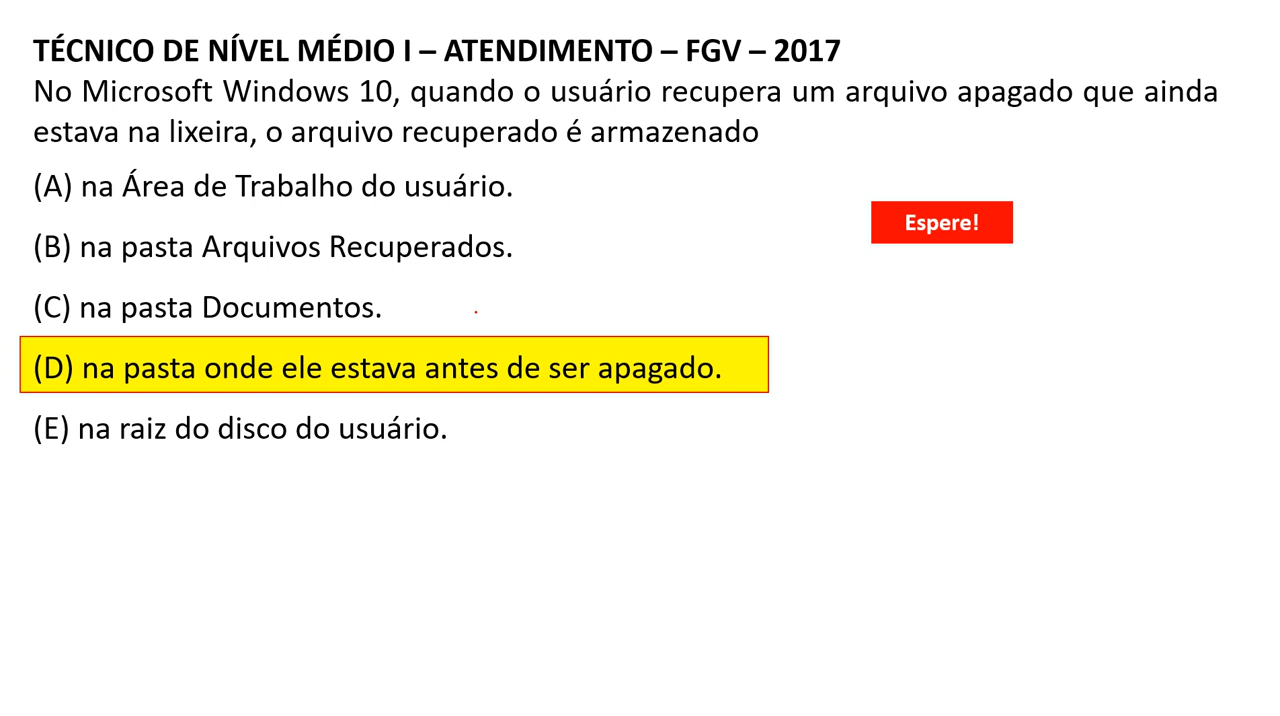 TÉCNICO DE NÍVEL MÉDIO I – ATENDIMENTO – FGV – 2017
No Microsoft Windows 10, quando o usuário recupera um arquivo apagado que ainda
estava na lixeira, o arquivo recuperado é armazenado
(A) na Área de Trabalho do usuário.
Espere!
(B) na pasta Arquivos Recuperados.
(C) na pasta Documentos.
(D) na pasta onde ele estava antes de ser apagado.
(E) na raiz do disco do usuário.